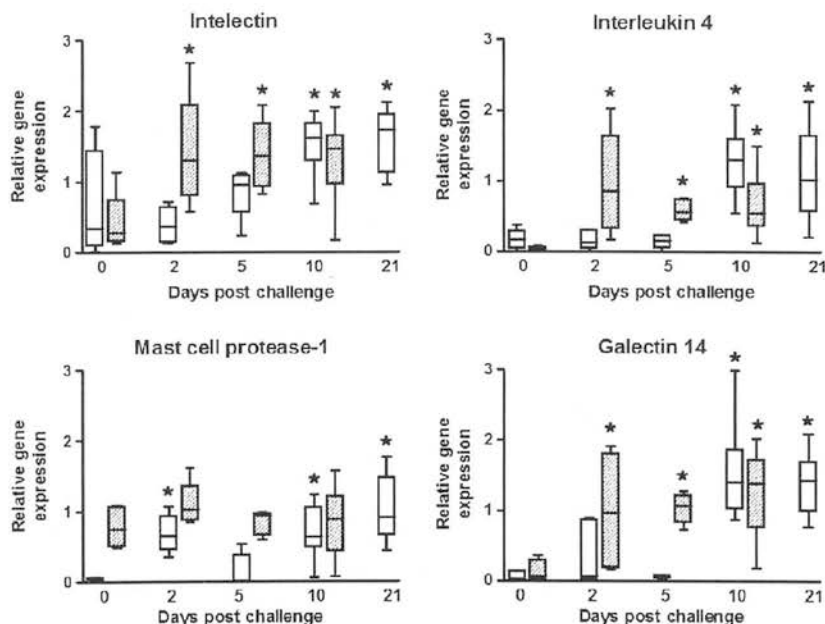 Intelectin
Relative gene
expression
3
2
1
0
* * * * *
0 2 5 10 21
Days post challenge
Interleukin 4
Relative gene
expression
3
2
1
0
* * * * *
0 2 5 10 21
Days post challenge
Mast cell protease-1
Relative gene
expression
3
2
1
0
* * *
0 2 5 10 21
Days post challenge
Galectin 14
Relative gene
expression
3
2
1
0
* * * * *
0 2 5 10 21
Days post challenge